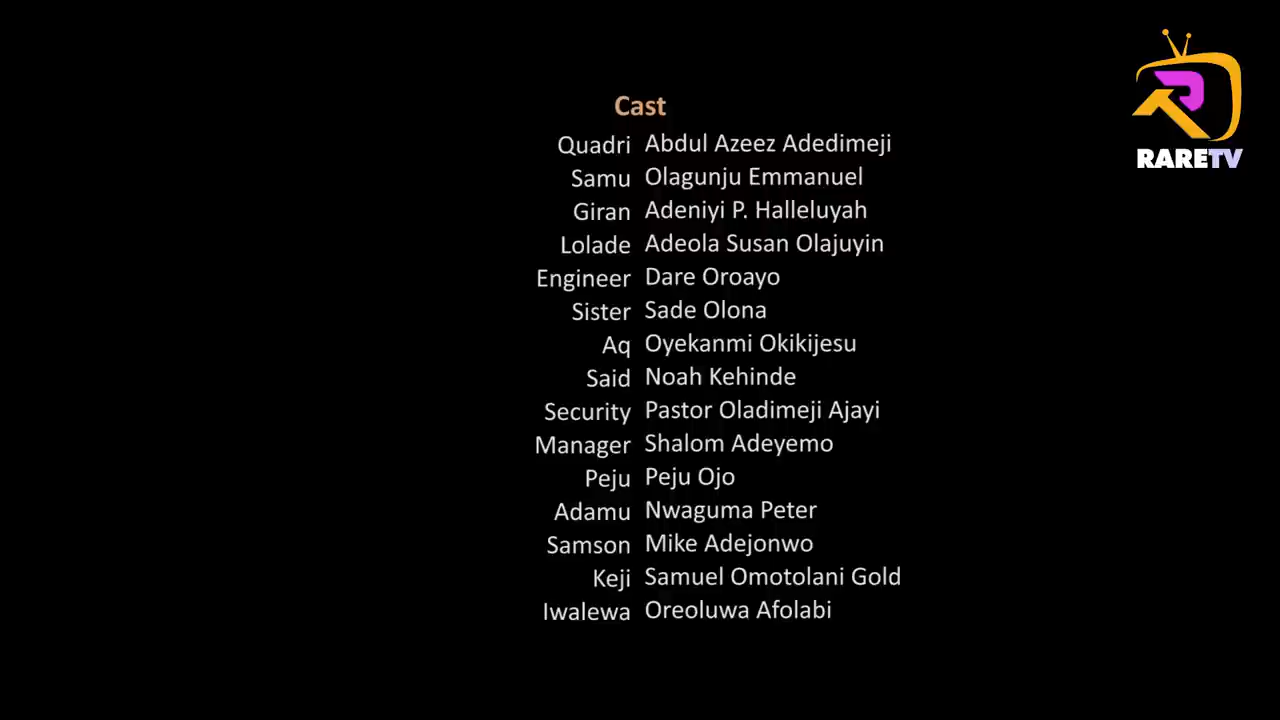 Cast
Quadri Abdul Azeez Adedimeji
Samu Olagunju Emmanuel
Giran Adeniyi P. Halleluyah
Lolade Adeola Susan Olajuyin
Engineer Dare Oroayo
Sister Sade Olona
Aq Oyekanmi Okikijesu
Said Noah Kehinde
Security Pastor Oladimeji Ajayi
Manager Shalom Adeyemo
Peju Peju Ojo
Adamu Nwaguma Peter
Samson Mike Adejonwo
Keji Samuel Omotolani Gold
Iwalewa Oreoluwa Afolabi
RARETV